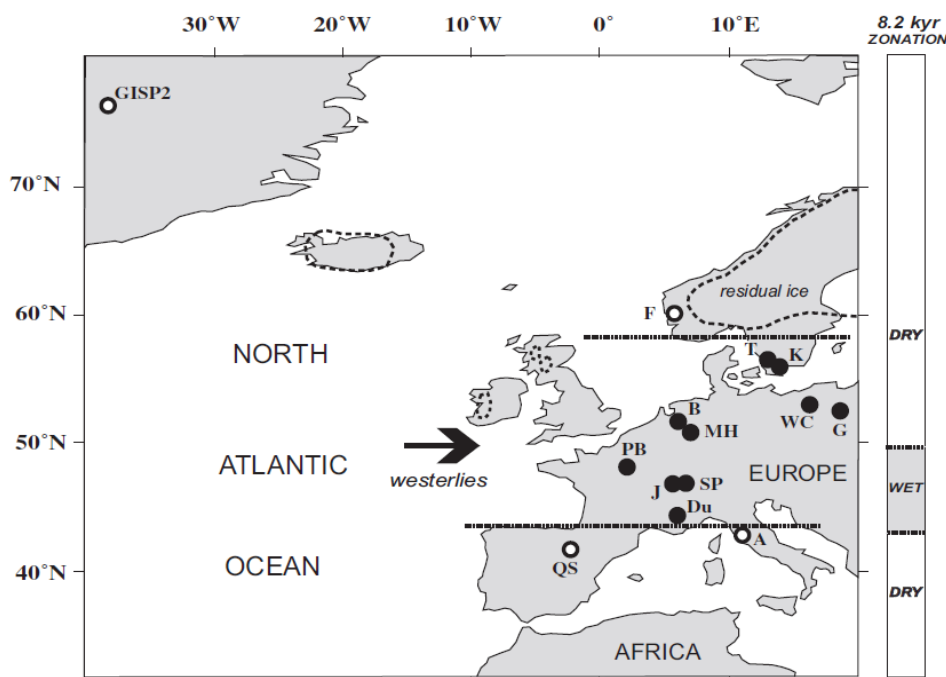 30˚W 20˚W 10˚W 0˚ 10˚E
8.2 kyr
ZONATION
GISP2
70˚N
residual ice
60˚N
F
NORTH
T
K
DRY
B
WC
G
MH
50˚N
PB
ATLANTIC
westerlies
J
SP
EUROPE
WET
Du
A
QS
OCEAN
40˚N
DRY
AFRICA